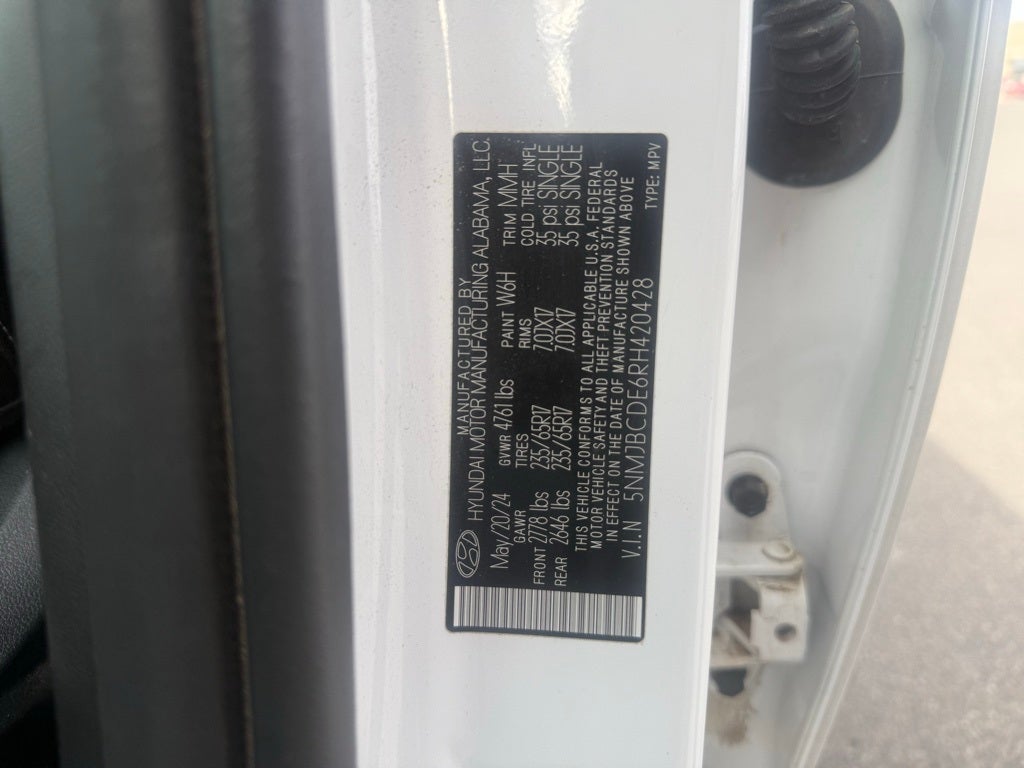 MANUFACTURED BY
HYUNDAI MOTOR MANUFACTURING ALABAMA, LLC.
May/20/24 GVWR 4761 lbs PAINT W6H TRIM MMH
GAWR TIRES RIMS COLD TIRE INFL
FRONT 2778 lbs 235/65R17 7.0JX17 35 psi SINGLE
REAR 2646 lbs 235/65R17 7.0JX17 35 psi SINGLE
THIS VEHICLE CONFORMS TO ALL APPLICABLE U.S.A. FEDERAL
MOTOR VEHICLE SAFETY AND THEFT PREVENTION STANDARDS
IN EFFECT ON THE DATE OF MANUFACTURE SHOWN ABOVE
V.I.N 5NMJBCDE6RH420428 TYPE: MPV